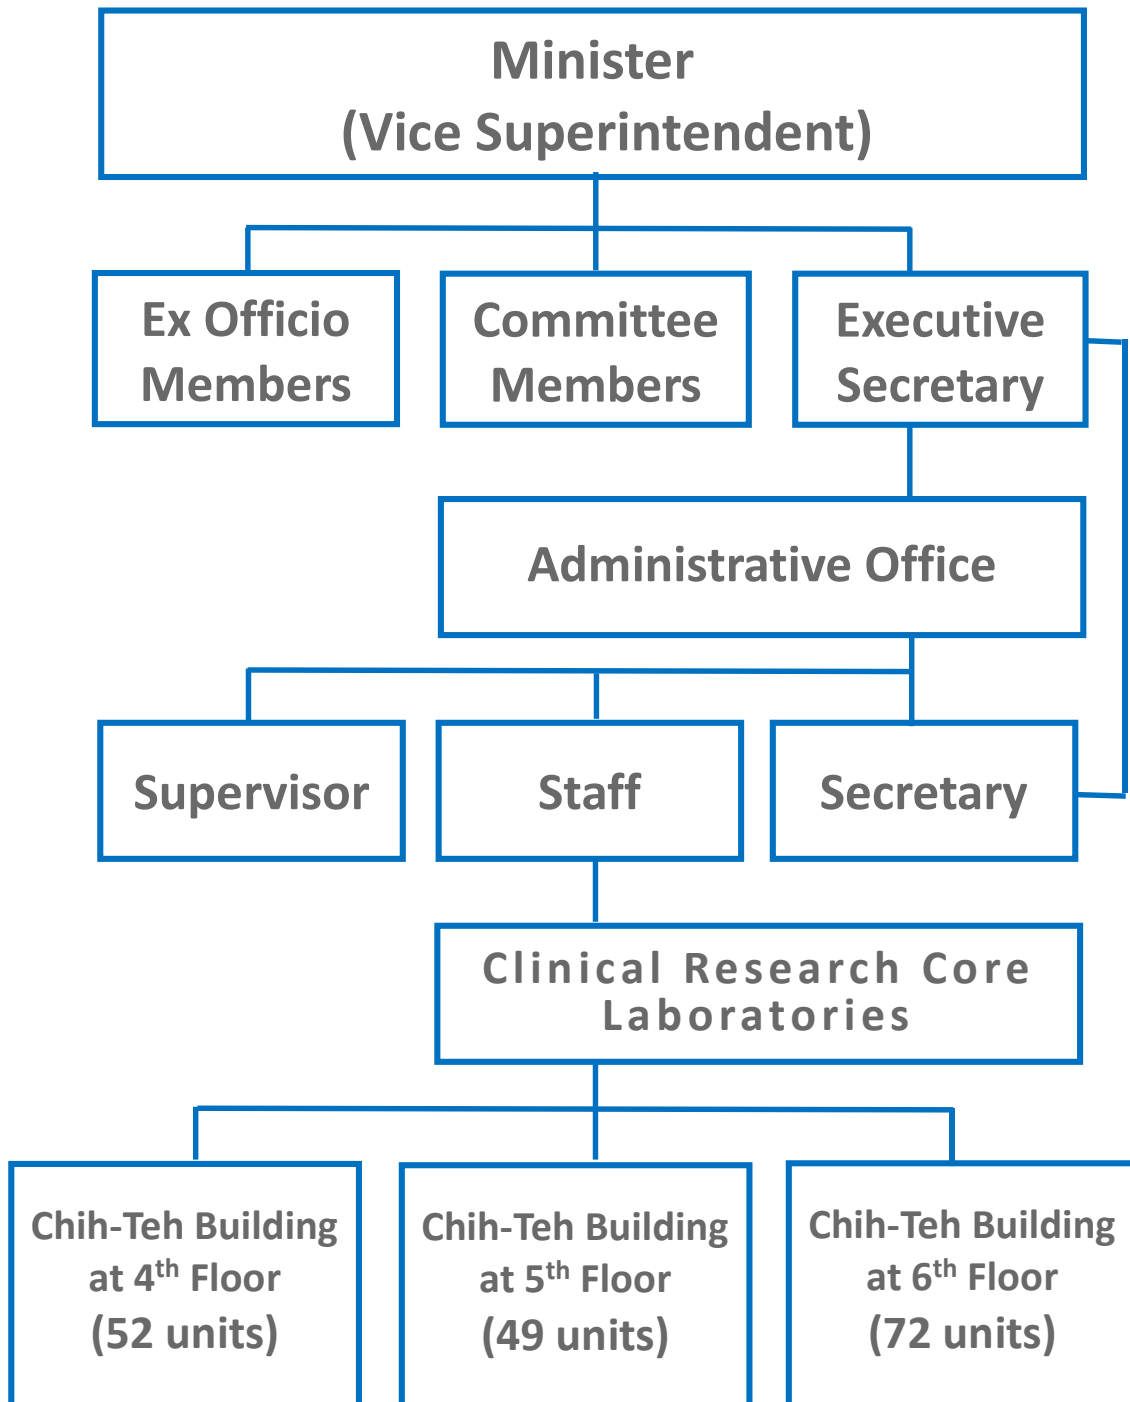 Minister
(Vice Superintendent)
Ex Officio
Members
Committee
Members
Executive
Secretary
Administrative Office
Supervisor
Staff
Secretary
Clinical Research Core
Laboratories
Chih-Teh Building
at 4th Floor
(52 units)
Chih-Teh Building
at 5th Floor
(49 units)
Chih-Teh Building
at 6th Floor
(72 units)